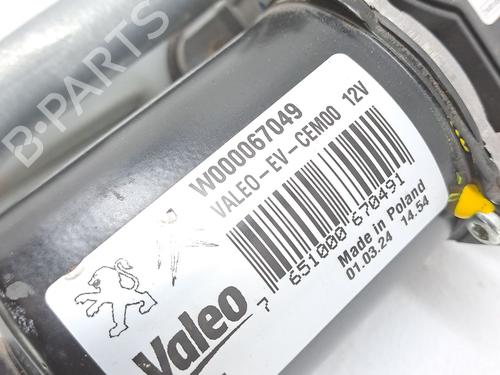 B-PARTS
W000067049
VALEO-EV-CEM00 12V
7 651000 670491
Valeo
Made in Poland
01.03.24 14.54